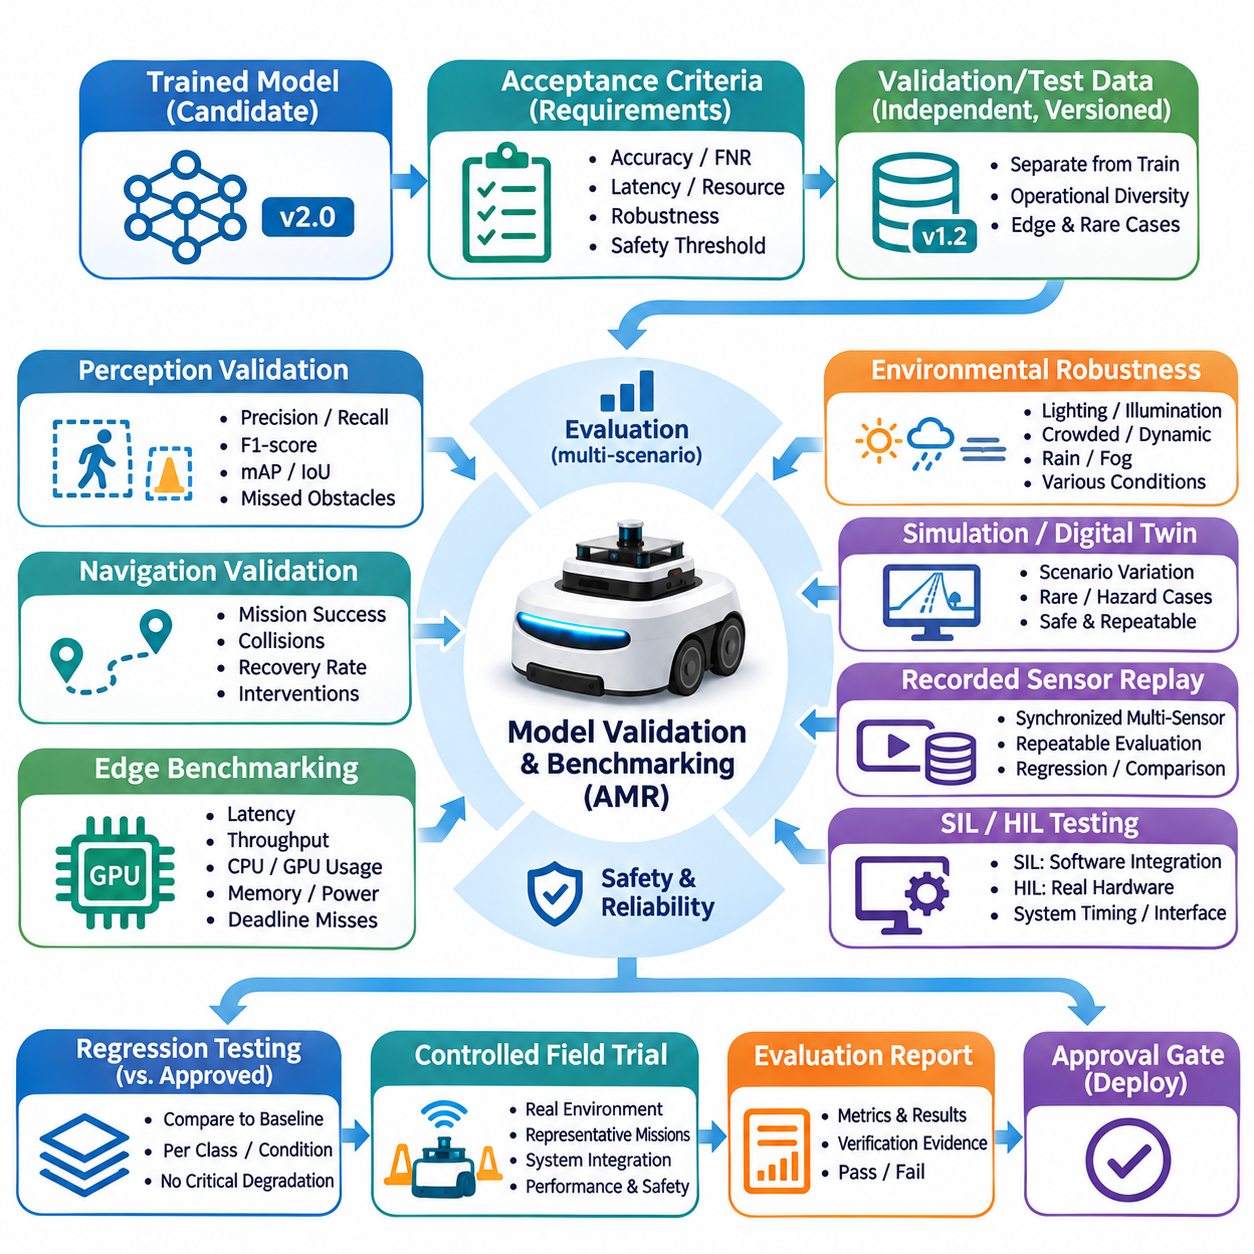 Trained Model
(Candidate)
v2.0
Acceptance Criteria
(Requirements)
• Accuracy / FNR
• Latency / Resource
• Robustness
• Safety Threshold
Validation/Test Data
(Independent, Versioned)
v1.2
• Separate from Train
• Operational Diversity
• Edge & Rare Cases
Evaluation
(multi-scenario)
Perception Validation
• Precision / Recall
• F1-score
• mAP / IoU
• Missed Obstacles
Navigation Validation
• Mission Success
• Collisions
• Recovery Rate
• Interventions
Edge Benchmarking
GPU
• Latency
• Throughput
• CPU / GPU Usage
• Memory / Power
• Deadline Misses
Model Validation
& Benchmarking
(AMR)
Safety &
Reliability
Environmental Robustness
• Lighting / Illumination
• Crowded / Dynamic
• Rain / Fog
• Various Conditions
Simulation / Digital Twin
• Scenario Variation
• Rare / Hazard Cases
• Safe & Repeatable
Recorded Sensor Replay
• Synchronized Multi-Sensor
• Repeatable Evaluation
• Regression / Comparison
SIL / HIL Testing
• SIL: Software Integration
• HIL: Real Hardware
• System Timing / Interface
Regression Testing
(vs. Approved)
• Compare to Baseline
• Per Class / Condition
• No Critical Degradation
Controlled Field Trial
• Real Environment
• Representative Missions
• System Integration
• Performance & Safety
Evaluation Report
• Metrics & Results
• Verification Evidence
• Pass / Fail
Approval Gate
(Deploy)